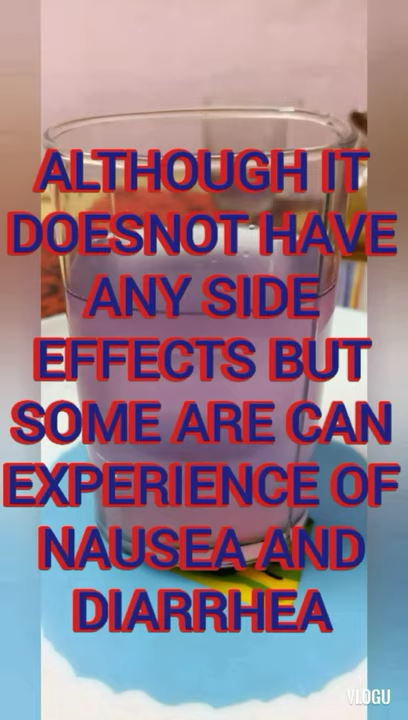 ALTHOUGH IT
DOESNOT HAVE
ANY SIDE
EFFECTS BUT
SOME ARE CAN
EXPERIENCE OF
NAUSEA AND
DIARRHEA
VLOGU